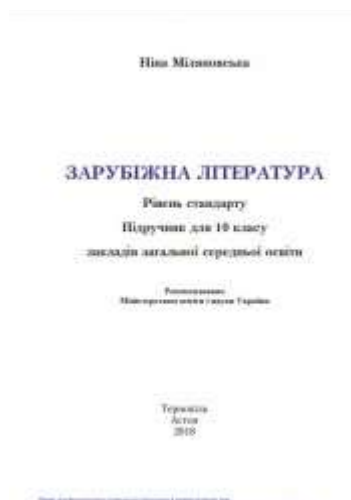 Ніна Міляновська
ЗАРУБІЖНА ЛІТЕРАТУРА
Рівень стандарту
Підручник для 10 класу
закладів загальної середньої освіти
Рекомендовано
Міністерством освіти і науки України
Тернопіль
Астон
2018